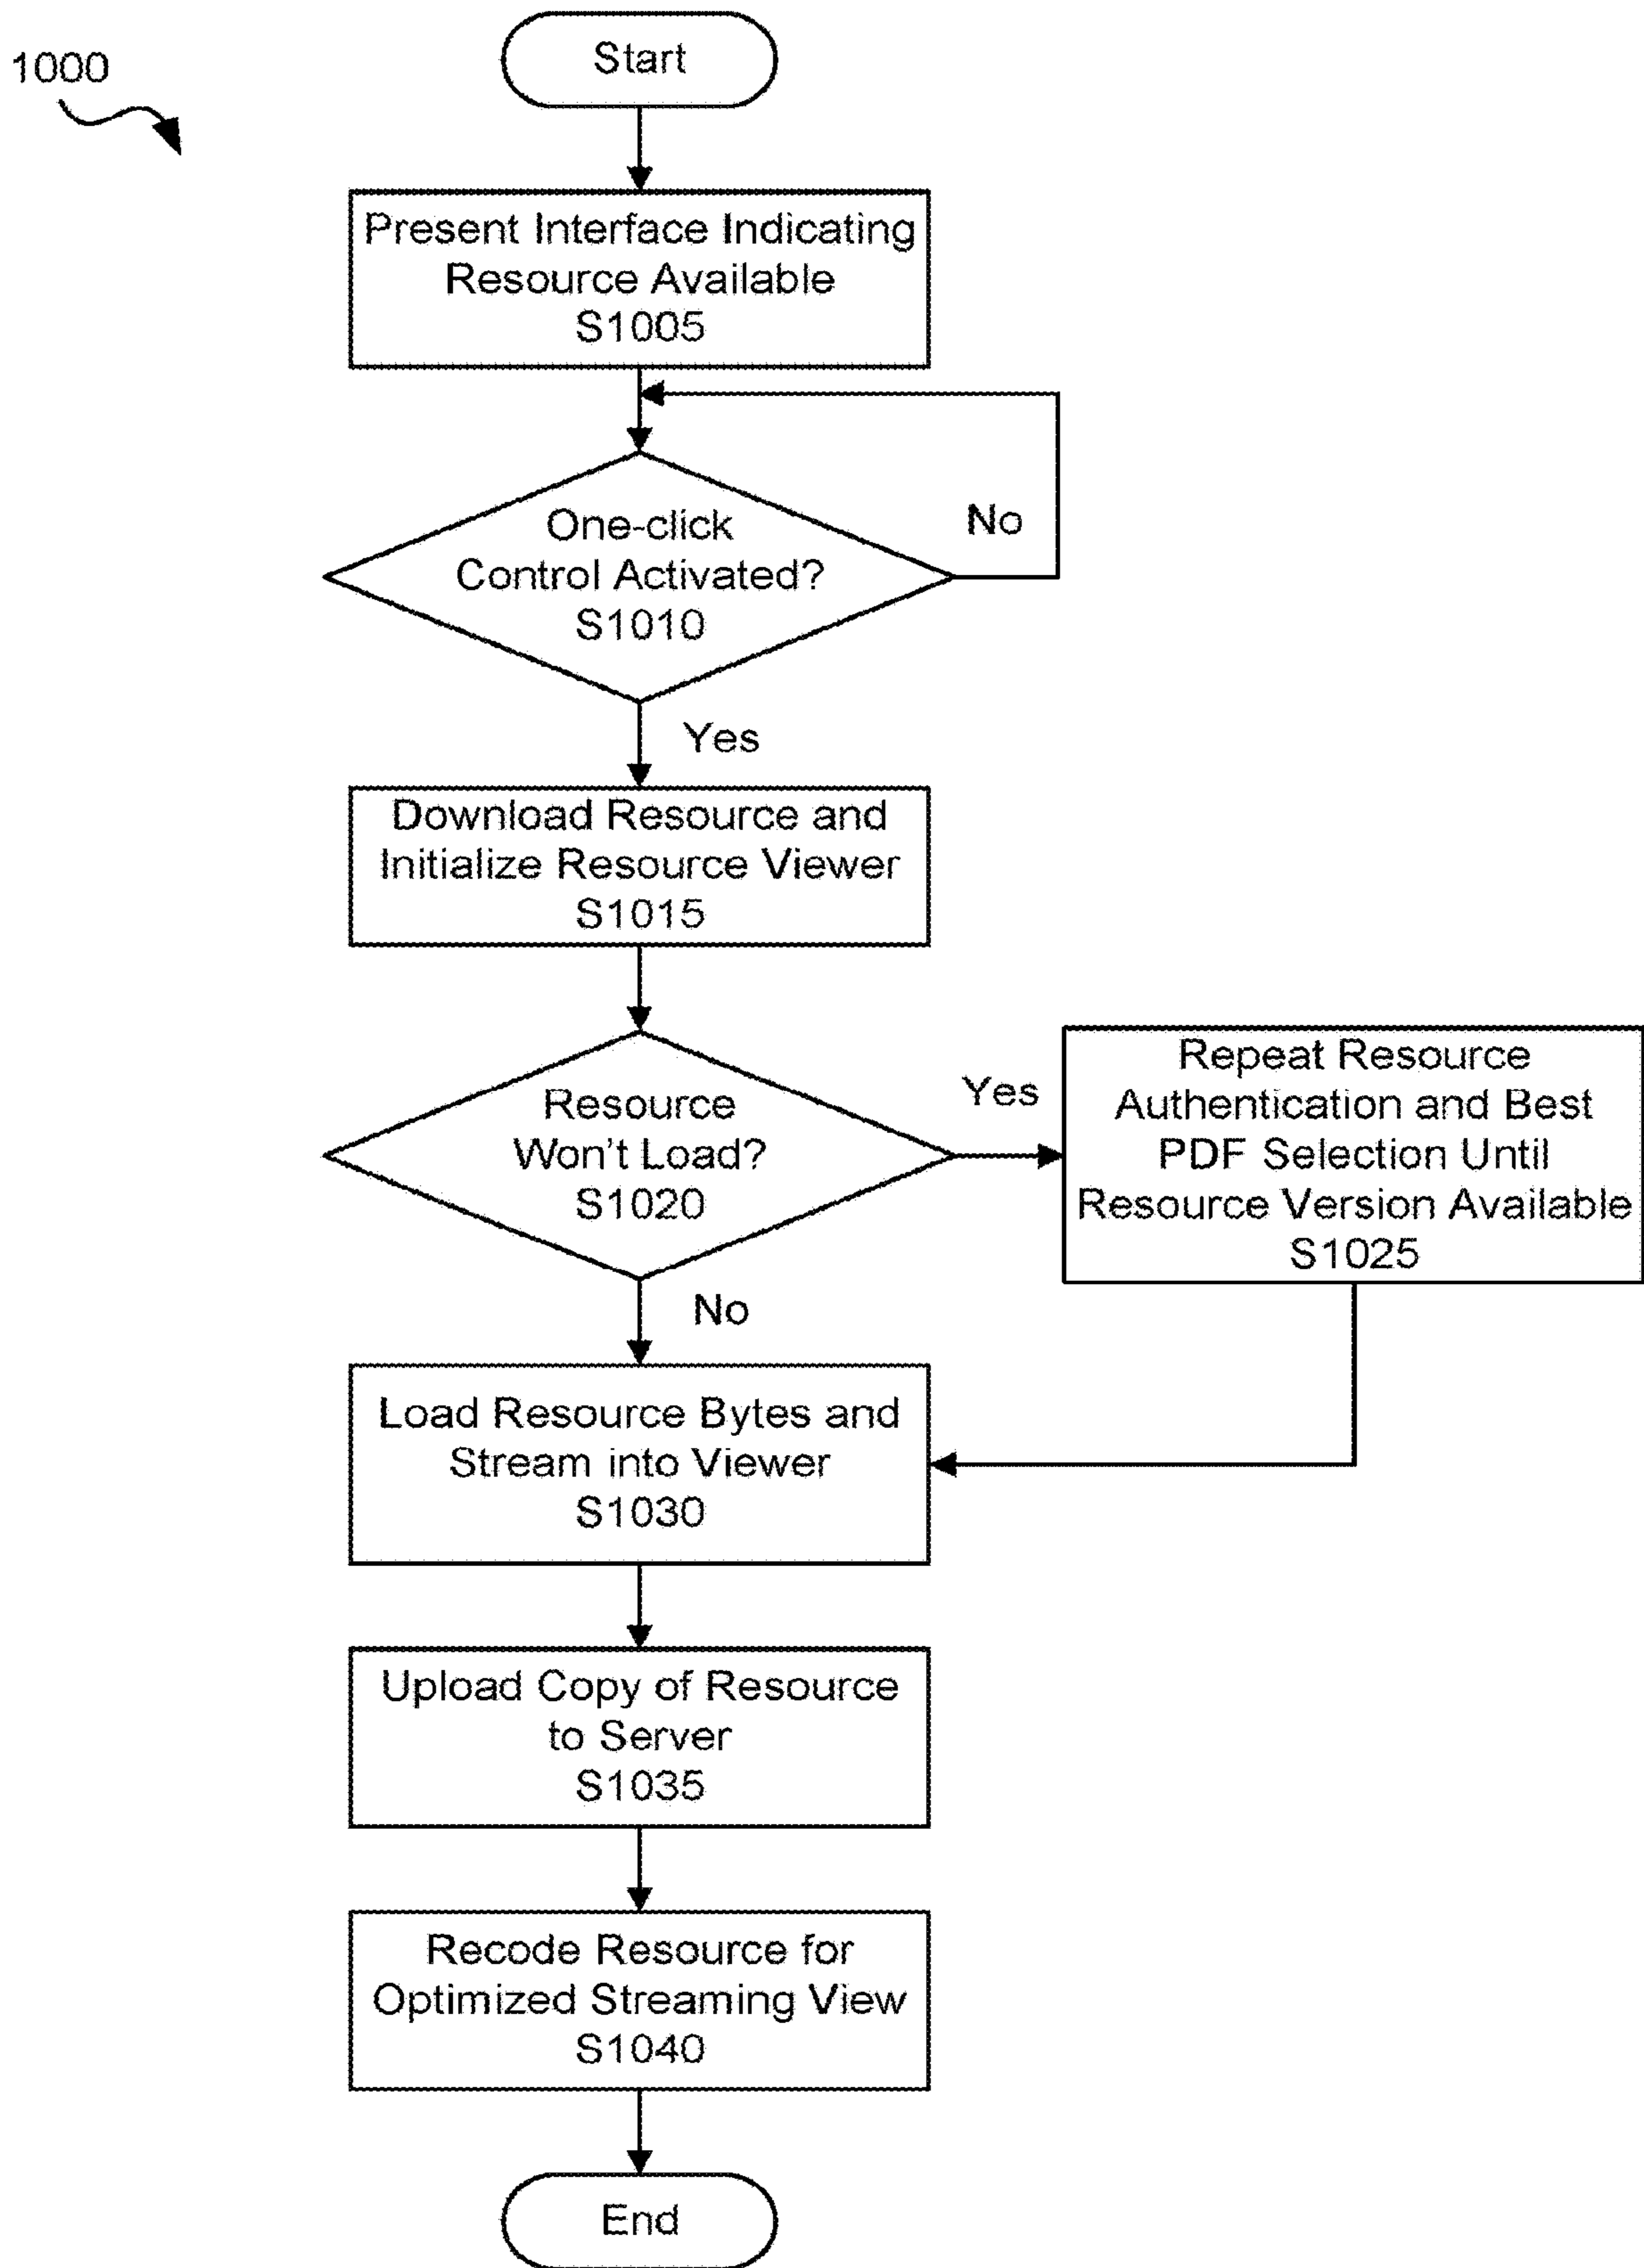 1000
Start
Present Interface Indicating
Resource Available
S1005
One-click
Control Activated?
S1010
No
Yes
Download Resource and
Initialize Resource Viewer
S1015
Resource
Won't Load?
S1020
Yes
Repeat Resource
Authentication and Best
PDF Selection Until
Resource Version Available
S1025
No
Load Resource Bytes and
Stream into Viewer
S1030
Upload Copy of Resource
to Server
S1035
Recode Resource for
Optimized Streaming View
S1040
End